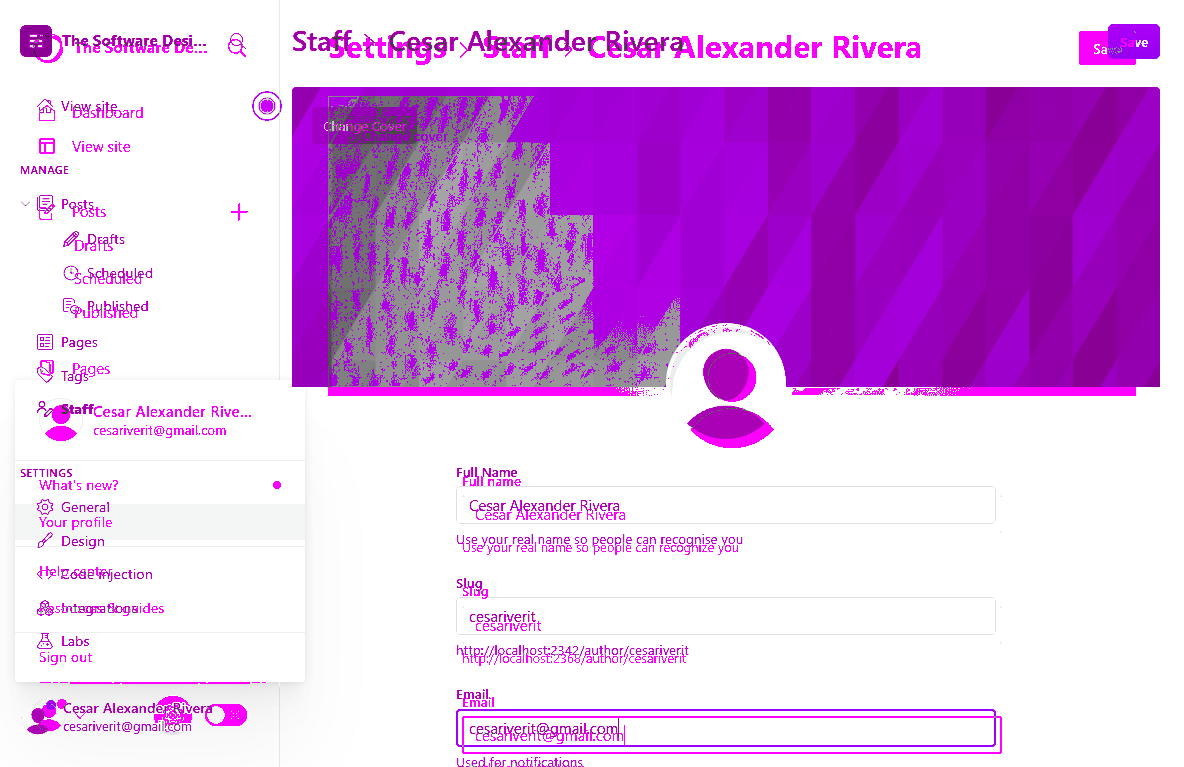 The Software Desi...
The Software De...
View site
Dashboard
View site
MANAGE
Posts
Posts
Drafts
Drafts
Scheduled
Scheduled
Published
Published
Pages
Pages
Tags
Staff
Cesar Alexander Rive...
cesariverit@gmail.com
SETTINGS
What's new?
General
Your profile
Design
Help center
Code injection
Integrations
Resources & guides
Labs
Sign out
Cesar Alexander Rivera
cesariverit@gmail.com
Staff > Cesar Alexander Rivera
Settings > Staff > Cesar Alexander Rivera
Save
Save
Change Cover
cover
Full Name
Full name
Cesar Alexander Rivera
Cesar Alexander Rivera
Use your real name so people can recognise you
Use your real name so people can recognize you
Slug
Slug
cesariverit
cesariverit
http://localhost:2342/author/cesariverit
http://localhost:2368/author/cesariverit
Email
Email
cesariverit@gmail.com
cesariverit@gmail.com
Used for notifications